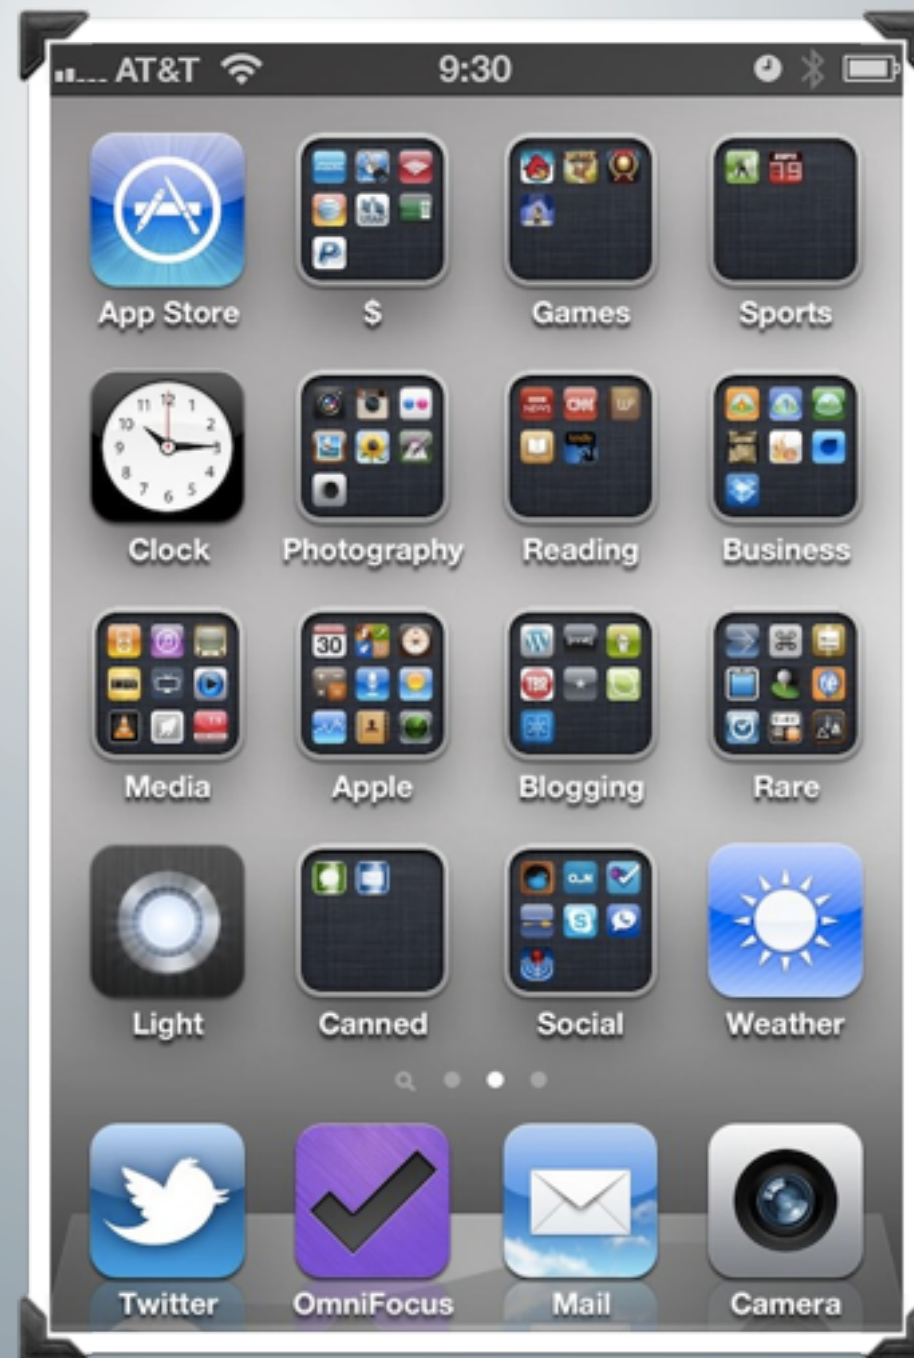 AT&T 9:30
App Store $ Games Sports
Clock Photography Reading Business
Media Apple Blogging Rare
Light Canned Social Weather
Twitter OmniFocus Mail Camera